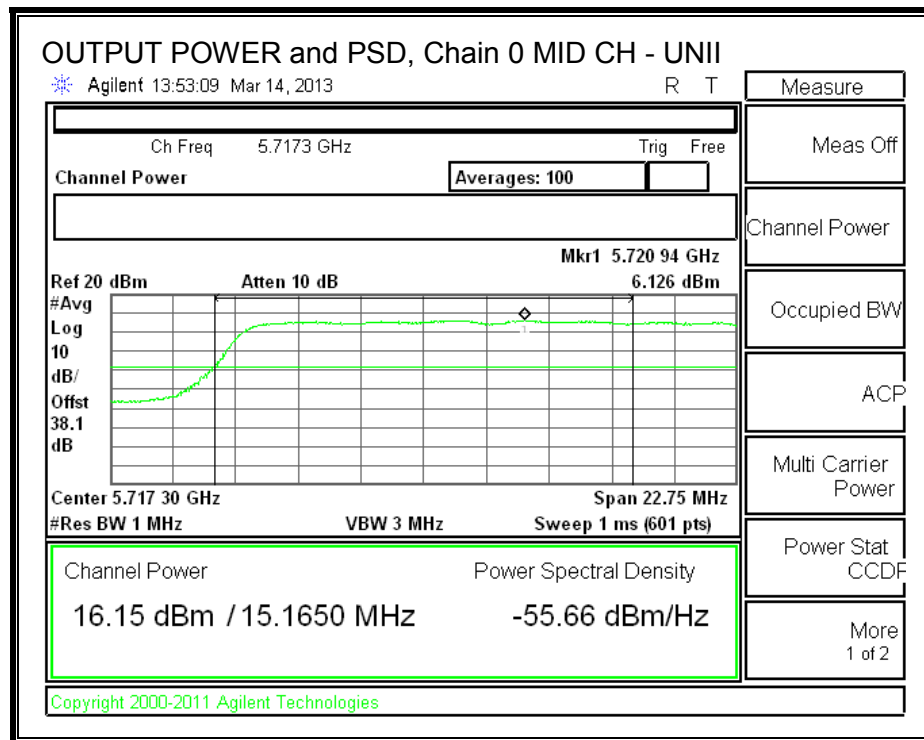 OUTPUT POWER and PSD, Chain 0 MID CH - UNII
Agilent 13:53:09 Mar 14, 2013 R T
Measure
Ch Freq 5.7173 GHz Trig Free
Channel Power Averages: 100
Mkr1 5.720 94 GHz
Ref 20 dBm Atten 10 dB 6.126 dBm
#Avg
Log
10
dB/
Offst
38.1
dB
1
Center 5.717 30 GHz Span 22.75 MHz
#Res BW 1 MHz VBW 3 MHz Sweep 1 ms (601 pts)
Channel Power Power Spectral Density
16.15 dBm / 15.1650 MHz -55.66 dBm/Hz
Copyright 2000-2011 Agilent Technologies
Meas Off
Channel Power
Occupied BW
ACP
Multi Carrier
Power
Power Stat
CCDF
More
1 of 2